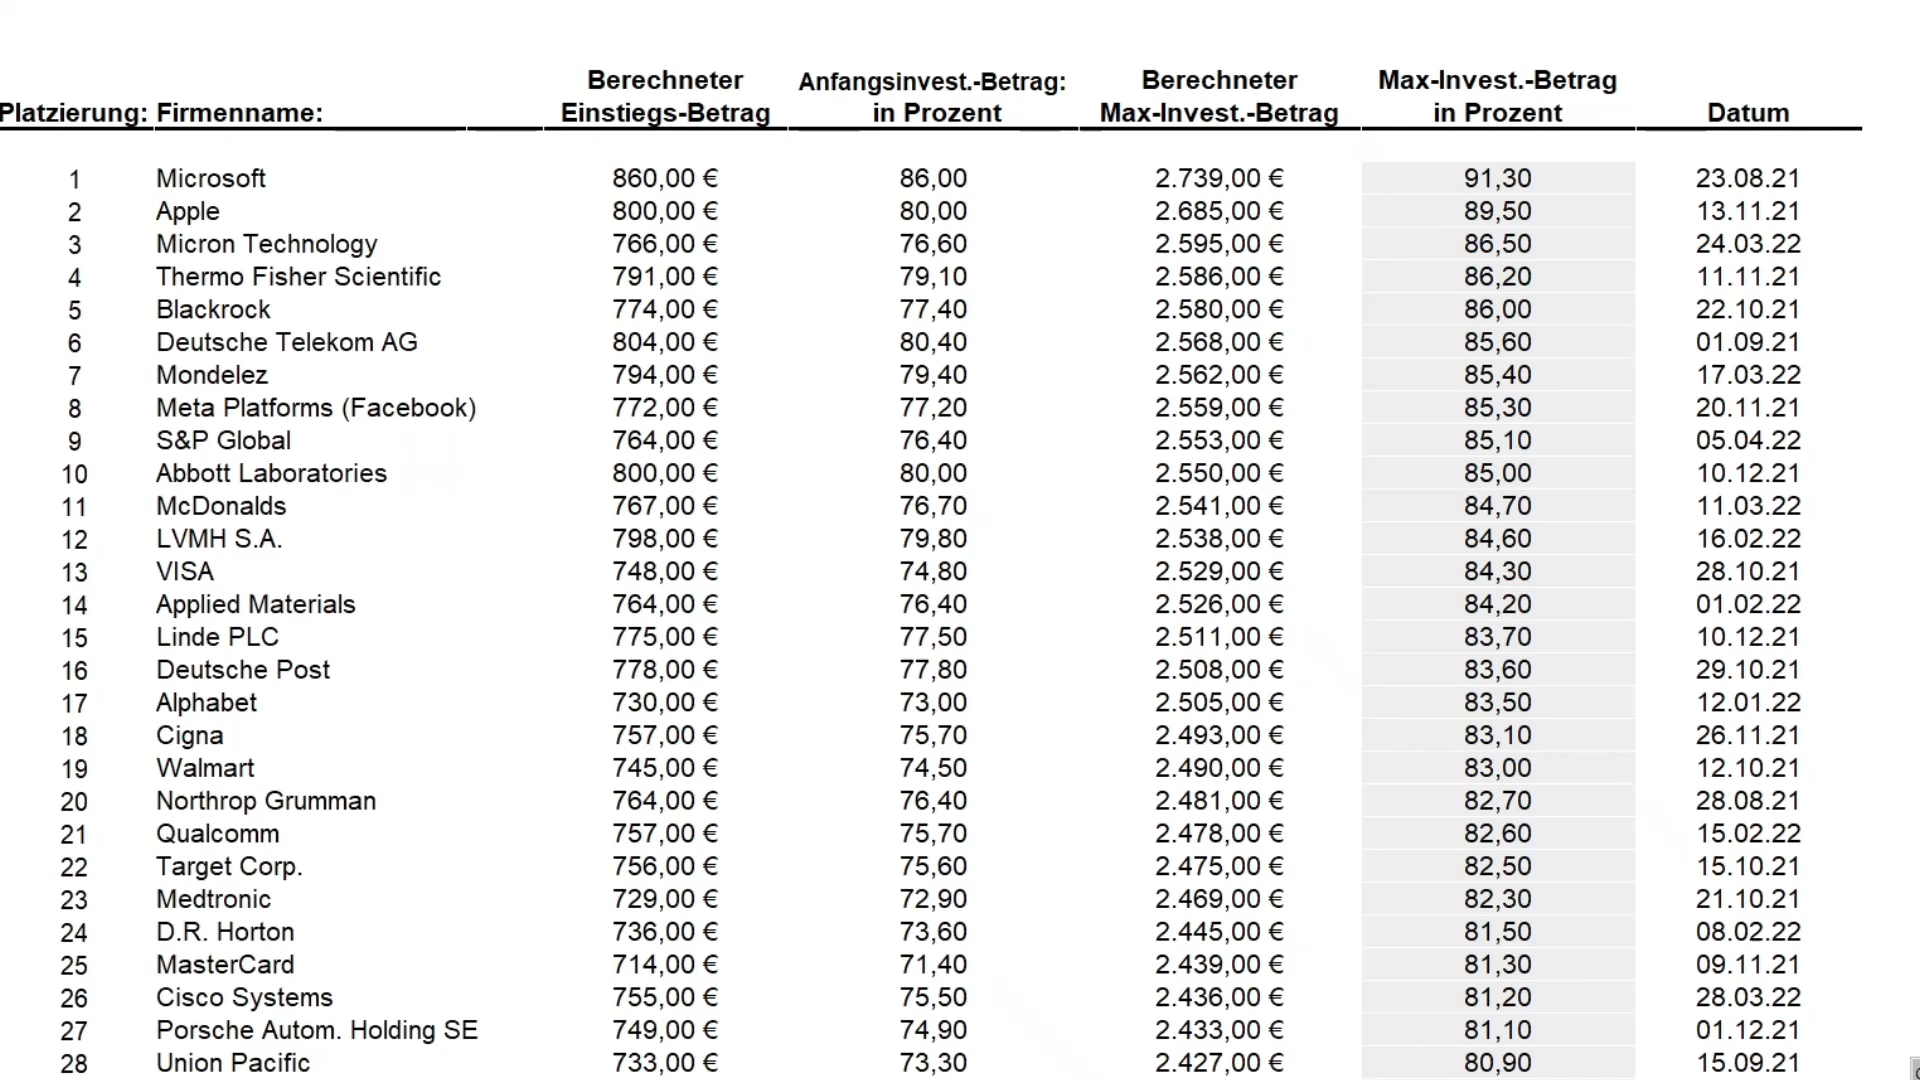 Berechneter Anfangsinvest.-Betrag: Berechneter Max-Invest.-Betrag
Platzierung: Firmenname: Einstiegs-Betrag in Prozent Max-Invest.-Betrag in Prozent Datum
1 Microsoft 860,00 € 86,00 2.739,00 € 91,30 23.08.21
2 Apple 800,00 € 80,00 2.685,00 € 89,50 13.11.21
3 Micron Technology 766,00 € 76,60 2.595,00 € 86,50 24.03.22
4 Thermo Fisher Scientific 791,00 € 79,10 2.586,00 € 86,20 11.11.21
5 Blackrock 774,00 € 77,40 2.580,00 € 86,00 22.10.21
6 Deutsche Telekom AG 804,00 € 80,40 2.568,00 € 85,60 01.09.21
7 Mondelez 794,00 € 79,40 2.562,00 € 85,40 17.03.22
8 Meta Platforms (Facebook) 772,00 € 77,20 2.559,00 € 85,30 20.11.21
9 S&P Global 764,00 € 76,40 2.553,00 € 85,10 05.04.22
10 Abbott Laboratories 800,00 € 80,00 2.550,00 € 85,00 10.12.21
11 McDonalds 767,00 € 76,70 2.541,00 € 84,70 11.03.22
12 LVMH S.A. 798,00 € 79,80 2.538,00 € 84,60 16.02.22
13 VISA 748,00 € 74,80 2.529,00 € 84,30 28.10.21
14 Applied Materials 764,00 € 76,40 2.526,00 € 84,20 01.02.22
15 Linde PLC 775,00 € 77,50 2.511,00 € 83,70 10.12.21
16 Deutsche Post 778,00 € 77,80 2.508,00 € 83,60 29.10.21
17 Alphabet 730,00 € 73,00 2.505,00 € 83,50 12.01.22
18 Cigna 757,00 € 75,70 2.493,00 € 83,10 26.11.21
19 Walmart 745,00 € 74,50 2.490,00 € 83,00 12.10.21
20 Northrop Grumman 764,00 € 76,40 2.481,00 € 82,70 28.08.21
21 Qualcomm 757,00 € 75,70 2.478,00 € 82,60 15.02.22
22 Target Corp. 756,00 € 75,60 2.475,00 € 82,50 15.10.21
23 Medtronic 729,00 € 72,90 2.469,00 € 82,30 21.10.21
24 D.R. Horton 736,00 € 73,60 2.445,00 € 81,50 08.02.22
25 MasterCard 714,00 € 71,40 2.439,00 € 81,30 09.11.21
26 Cisco Systems 755,00 € 75,50 2.436,00 € 81,20 28.03.22
27 Porsche Autom. Holding SE 749,00 € 74,90 2.433,00 € 81,10 01.12.21
28 Union Pacific 733,00 € 73,30 2.427,00 € 80,90 15.09.21